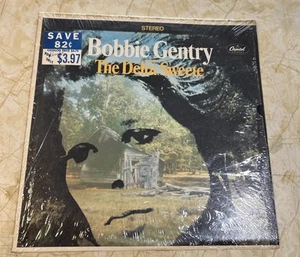 STEREO
SAVE
82¢
$3.97
Bobbie Gentry
Capitol
The Delta Sweete